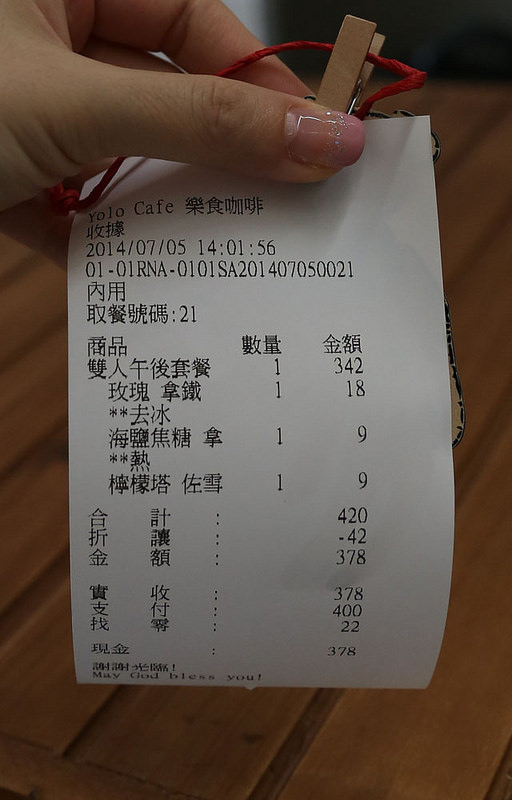 Yolo Cafe 樂食咖啡
收據
2014/07/05 14:01:56
01-01RNA-0101SA201407050021
內用
取餐號碼:21
商品 數量 金額
雙人午後套餐 1 342
玫瑰 拿鐵 1 18
**去冰
海鹽焦糖 拿 1 9
**熱
檸檬塔 佐雪 1 9
合 計 : 420
折 讓 : -42
金 額 : 378
實 收 : 378
支 付 : 400
找 零 : 22
現金 : 378
謝謝光臨!
May God bless you!